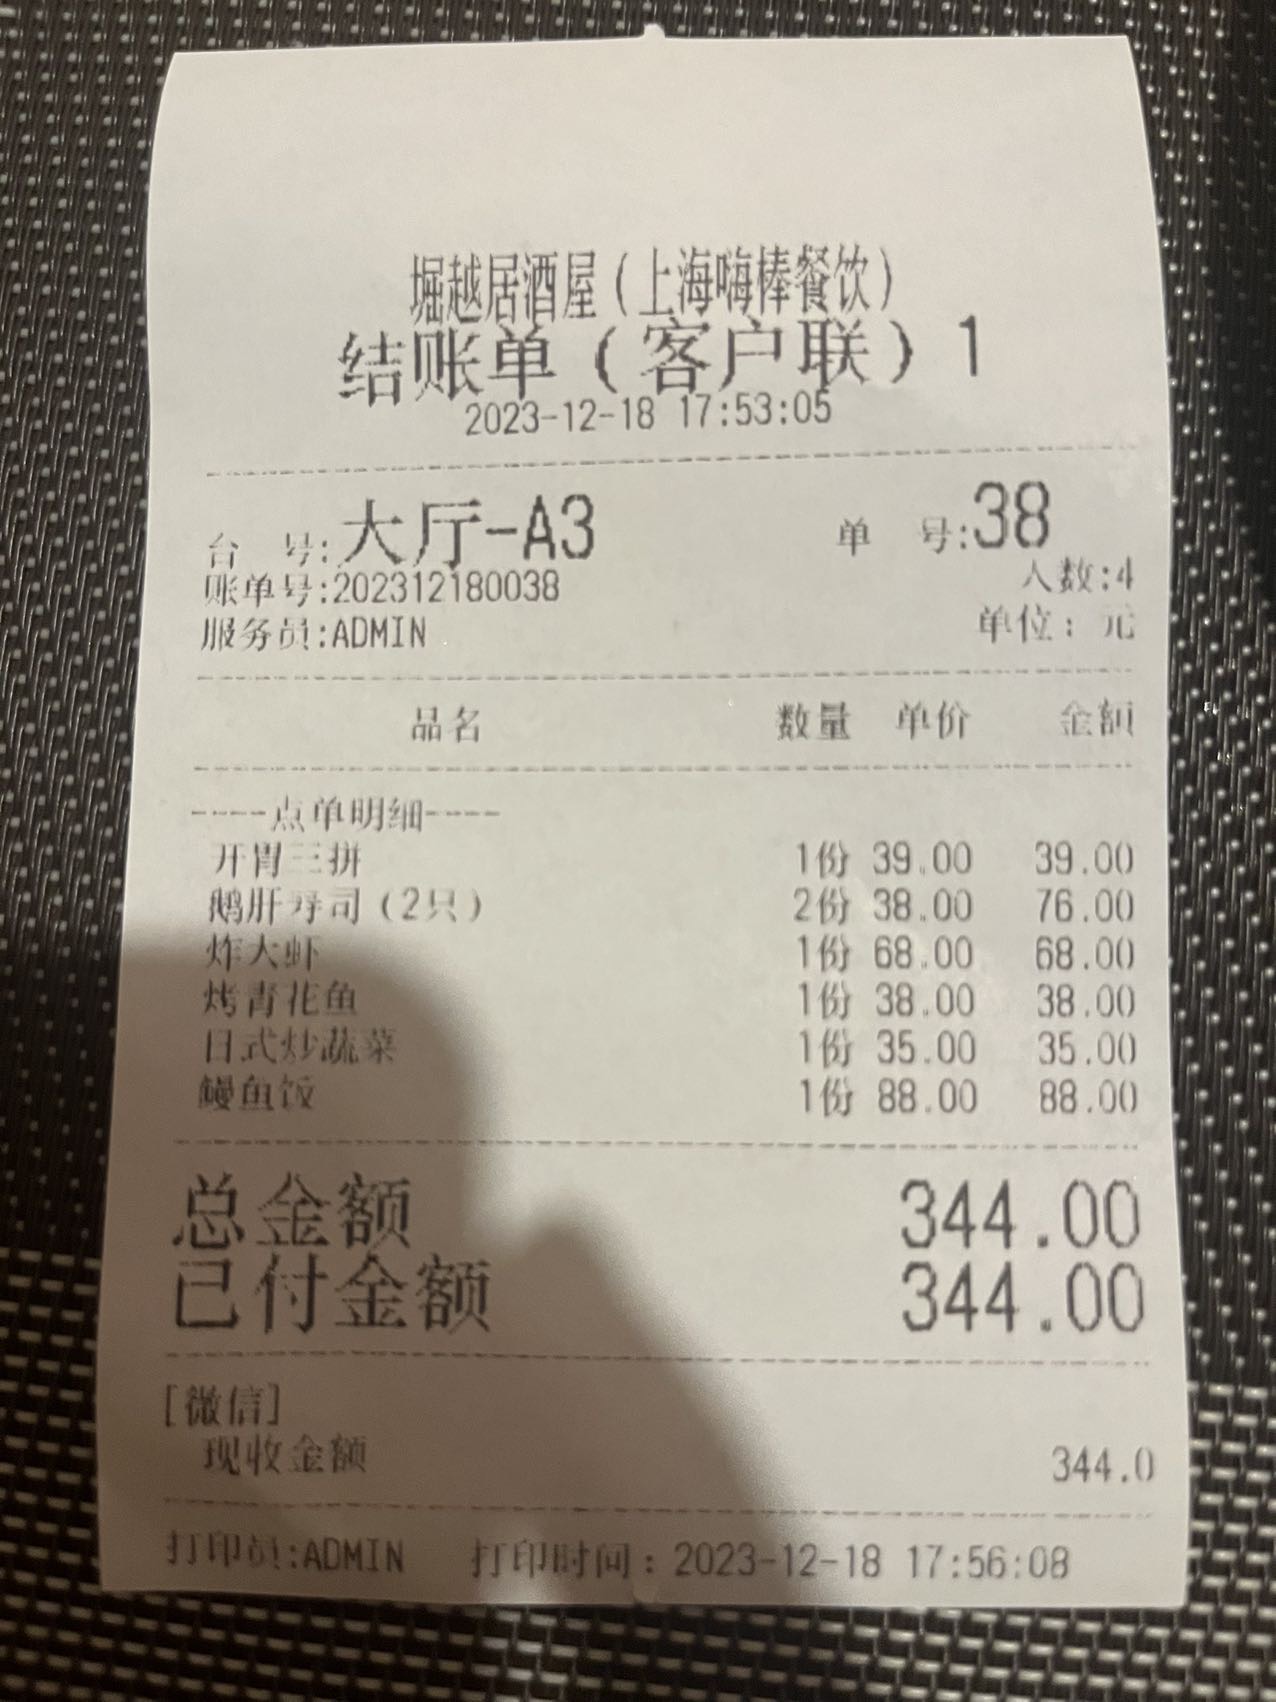 堀越居酒屋(上海嗨棒餐饮)
结账单(客户联)1
2023-12-18 17:53:05
台 号:大厅-A3 单 号:38
账单号:202312180038 人数:4
服务员:ADMIN 单位: 元
品名 数量 单价 金额
----点单明细----
开胃三拼 1份 39.00 39.00
鹅肝寿司(2只) 2份 38.00 76.00
炸大虾 1份 68.00 68.00
烤青花鱼 1份 38.00 38.00
日式炒蔬菜 1份 35.00 35.00
鳗鱼饭 1份 88.00 88.00
总金额 344.00
已付金额 344.00
[微信]
现收金额 344.0
打印员:ADMIN 打印时间: 2023-12-18 17:56:08